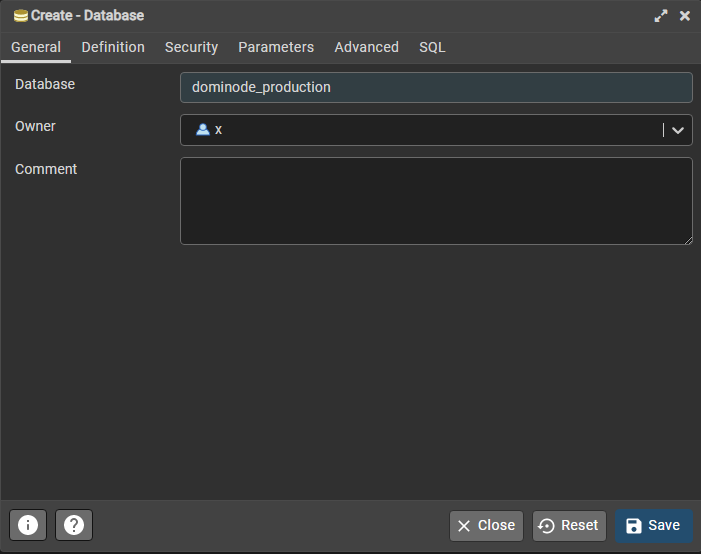 Create - Database
General Definition Security Parameters Advanced SQL
Database dominode_production
Owner x
Comment
Close Reset Save